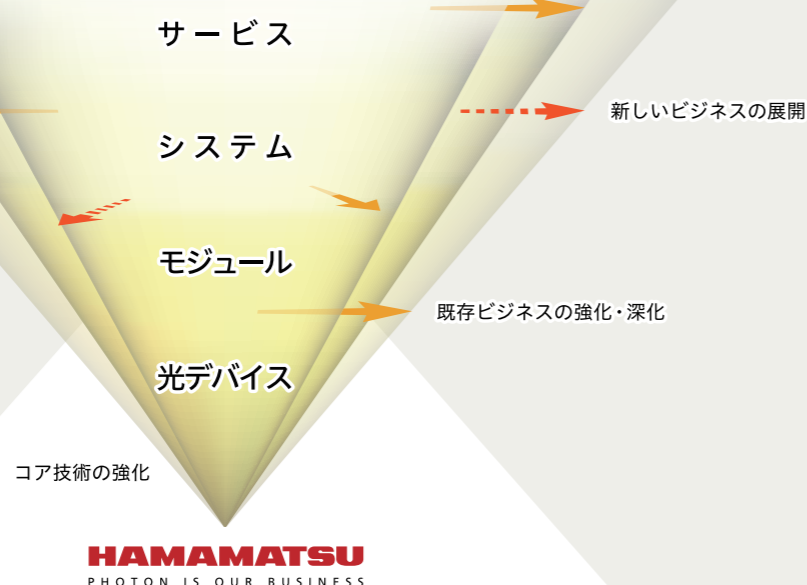 サービス
新しいビジネスの展開
システム
モジュール
既存ビジネスの強化・深化
光デバイス
コア技術の強化
HAMAMATSU
PHOTON IS OUR BUSINESS